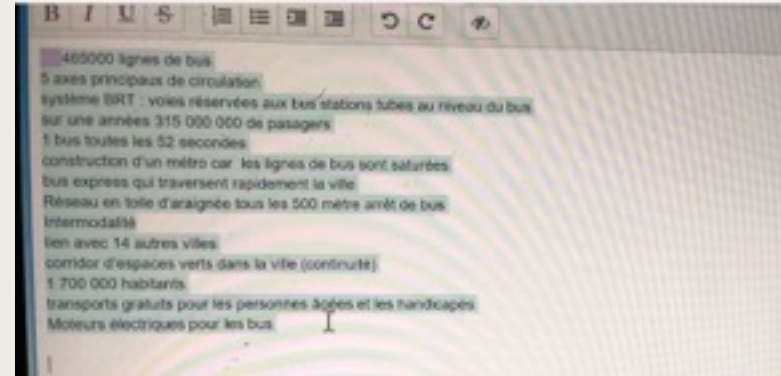 B I U S
465000 lignes de bus
5 axes principaux de circulation
système BRT : voies réservées aux bus stations tubes au niveau du bus
sur une années 315 000 000 de pasagers
1 bus toutes les 52 secondes
construction d'un métro car les lignes de bus sont saturées
bus express qui traversent rapidement la ville
Réseau en toile d'araignée tous les 500 mètre arrêt de bus
Intermodalité
lien avec 14 autres villes
corridor d'espaces verts dans la ville (continuité)
1 700 000 habitants
transports gratuits pour les personnes âgées et les handicapés
Moteurs électriques pour les bus